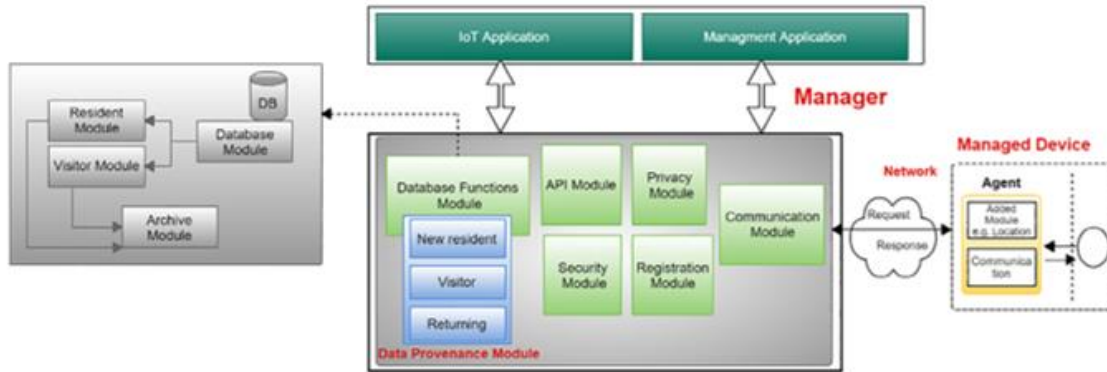 IoT Application
Managment Application
Manager
DB
Resident
Module
Database
Module
Visitor Module
Archive
Module
Database Functions
Module
New resident
Visitor
Returning
Data Provenance Module
API Module
Privacy
Module
Security
Module
Registration
Module
Communication
Module
Network
Request
Response
Managed Device
Agent
Added
Module
e.g. Location
Communica
tion